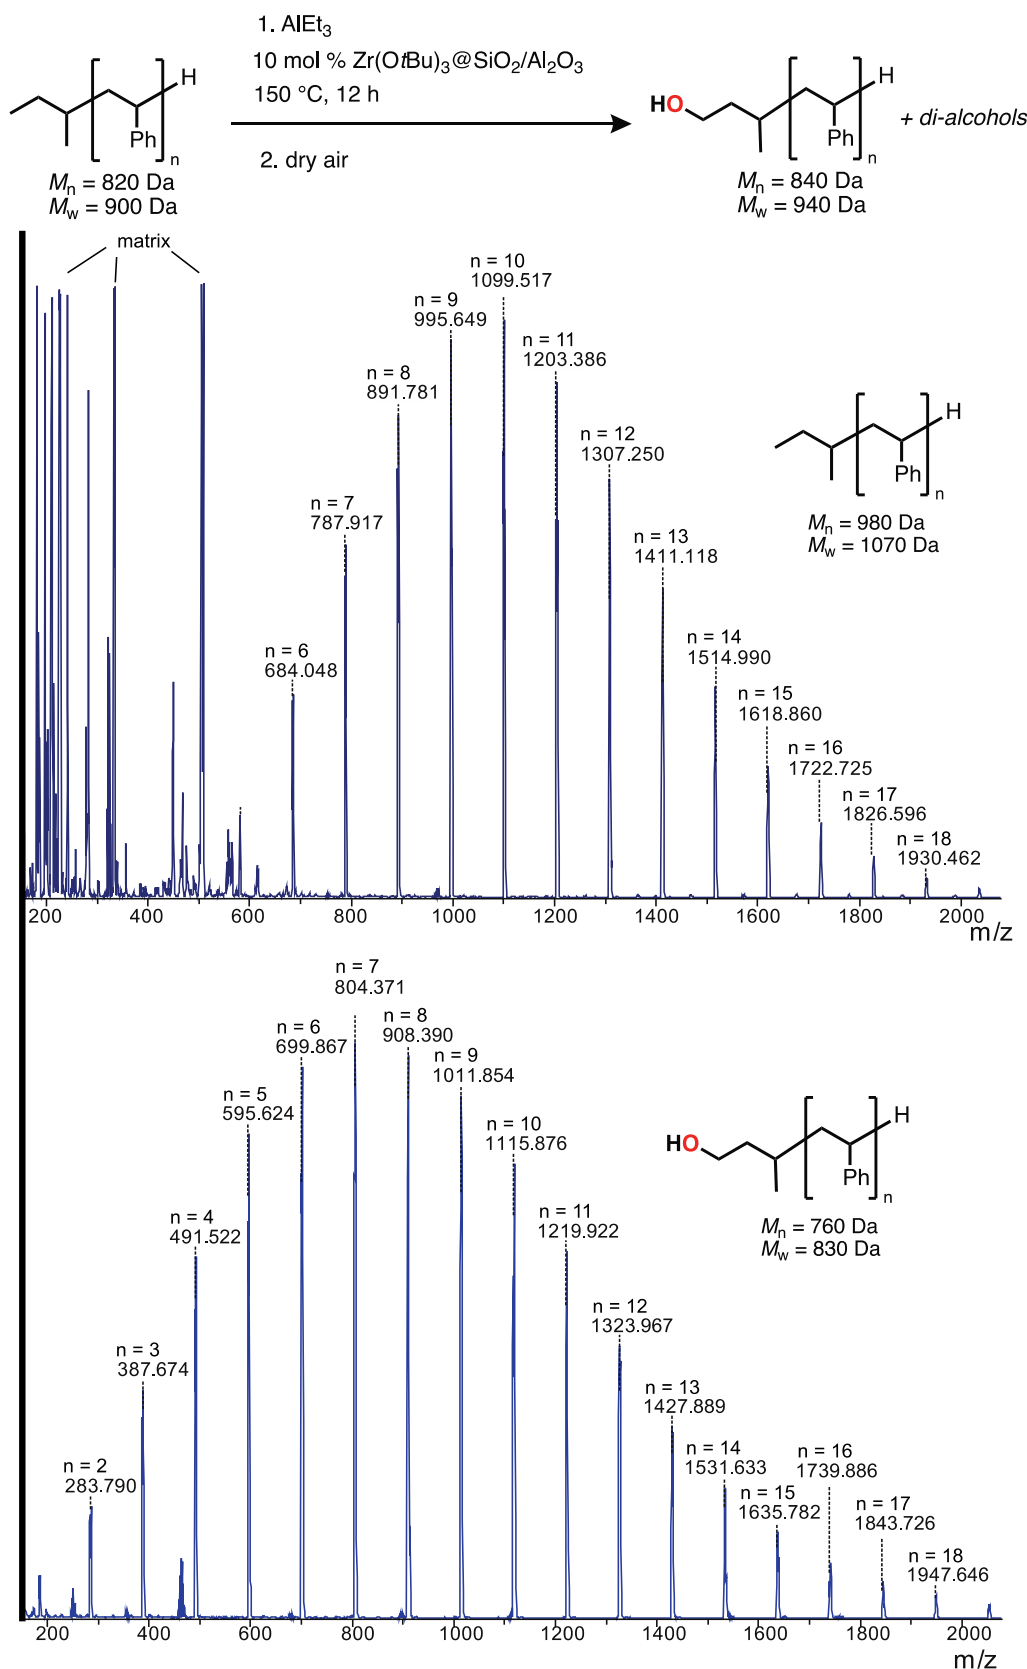 1. AlEt3
10 mol % Zr(OtBu)3@SiO2/Al2O3
150 °C, 12 h
2. dry air
H
Ph
n
Mn = 820 Da
Mw = 900 Da
HO
H
Ph
n
+ di-alcohols
Mn = 840 Da
Mw = 940 Da
matrix
n = 6
684.048
n = 7
787.917
n = 8
891.781
n = 9
995.649
n = 10
1099.517
n = 11
1203.386
n = 12
1307.250
n = 13
1411.118
n = 14
1514.990
n = 15
1618.860
n = 16
1722.725
n = 17
1826.596
n = 18
1930.462
H
Ph
n
Mn = 980 Da
Mw = 1070 Da
200 400 600 800 1000 1200 1400 1600 1800 2000
m/z
n = 2
283.790
n = 3
387.674
n = 4
491.522
n = 5
595.624
n = 6
699.867
n = 7
804.371
n = 8
908.390
n = 9
1011.854
n = 10
1115.876
n = 11
1219.922
n = 12
1323.967
n = 13
1427.889
n = 14
1531.633
n = 15
1635.782
n = 16
1739.886
n = 17
1843.726
n = 18
1947.646
HO
H
Ph
n
Mn = 760 Da
Mw = 830 Da
200 400 600 800 1000 1200 1400 1600 1800 2000
m/z